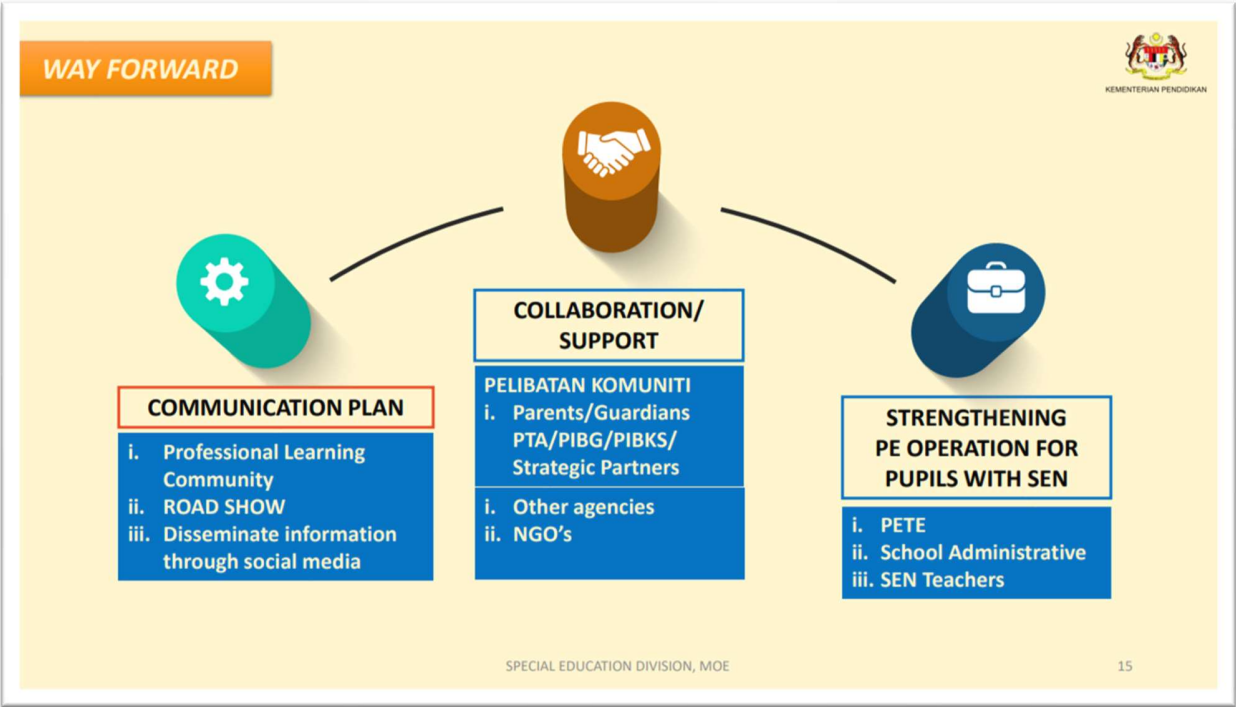 WAY FORWARD
KEMENTERIAN PENDIDIKAN
COMMUNICATION PLAN
i. Professional Learning
Community
ii. ROAD SHOW
iii. Disseminate information
through social media
COLLABORATION/
SUPPORT
PELIBATAN KOMUNITI
i. Parents/Guardians
PTA/PIBG/PIBKS/
Strategic Partners
i. Other agencies
ii. NGO's
STRENGTHENING
PE OPERATION FOR
PUPILS WITH SEN
i. PETE
ii. School Administrative
iii. SEN Teachers
SPECIAL EDUCATION DIVISION, MOE
15